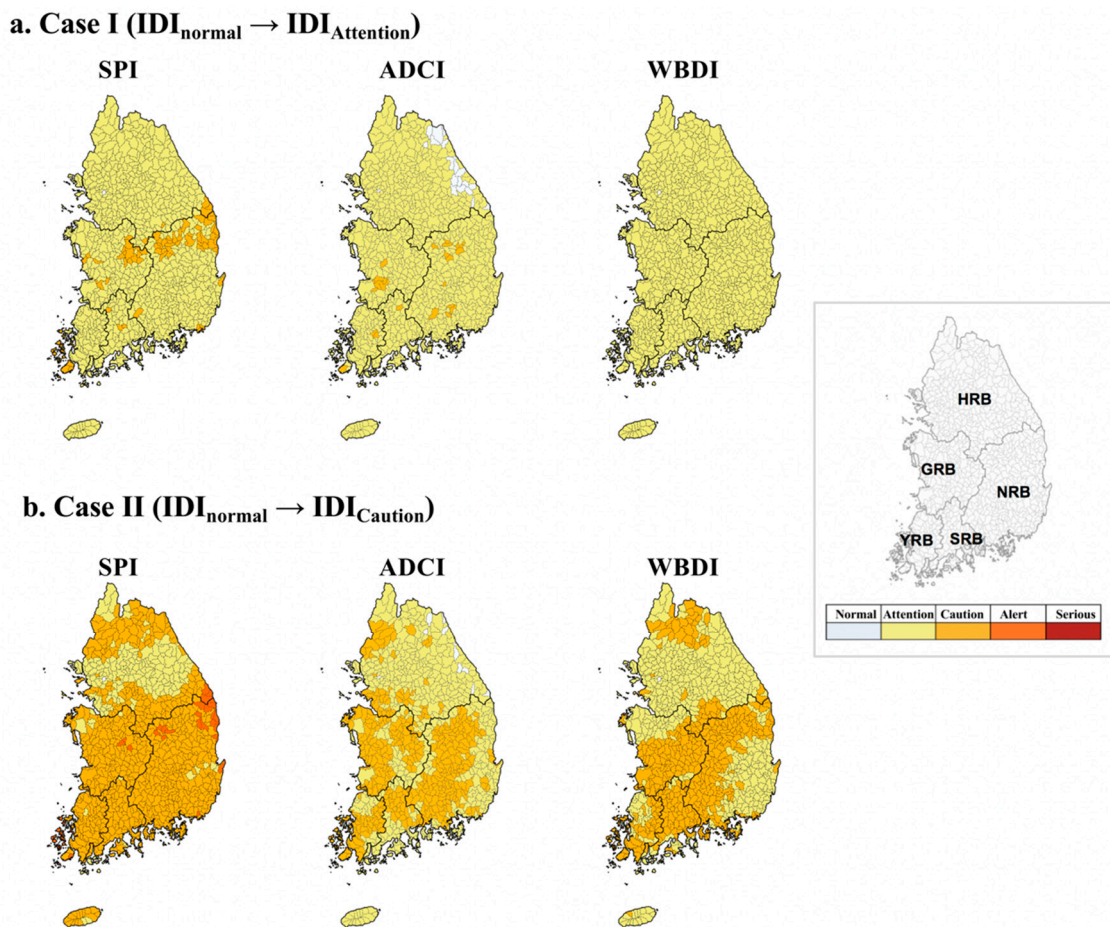 a. Case I (IDInormal → IDIAttention)
SPI ADCI WBDI
HRB
GRB
NRB
YRB SRB
Normal Attention Caution Alert Serious
b. Case II (IDInormal → IDICaution)
SPI ADCI WBDI